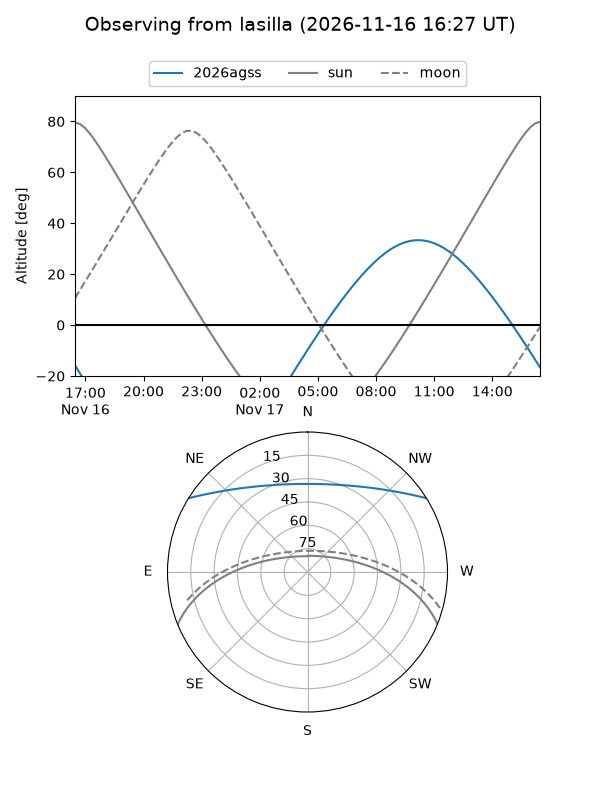 Observing from lasilla (2026-11-16 16:27 UT)
2026agss sun moon
Altitude [deg]
80
60
40
20
0
−20
17:00 20:00 23:00 02:00 05:00 08:00 11:00 14:00
Nov 16 Nov 17
N
NE NW
15
30
45
60
75
E W
SE SW
S